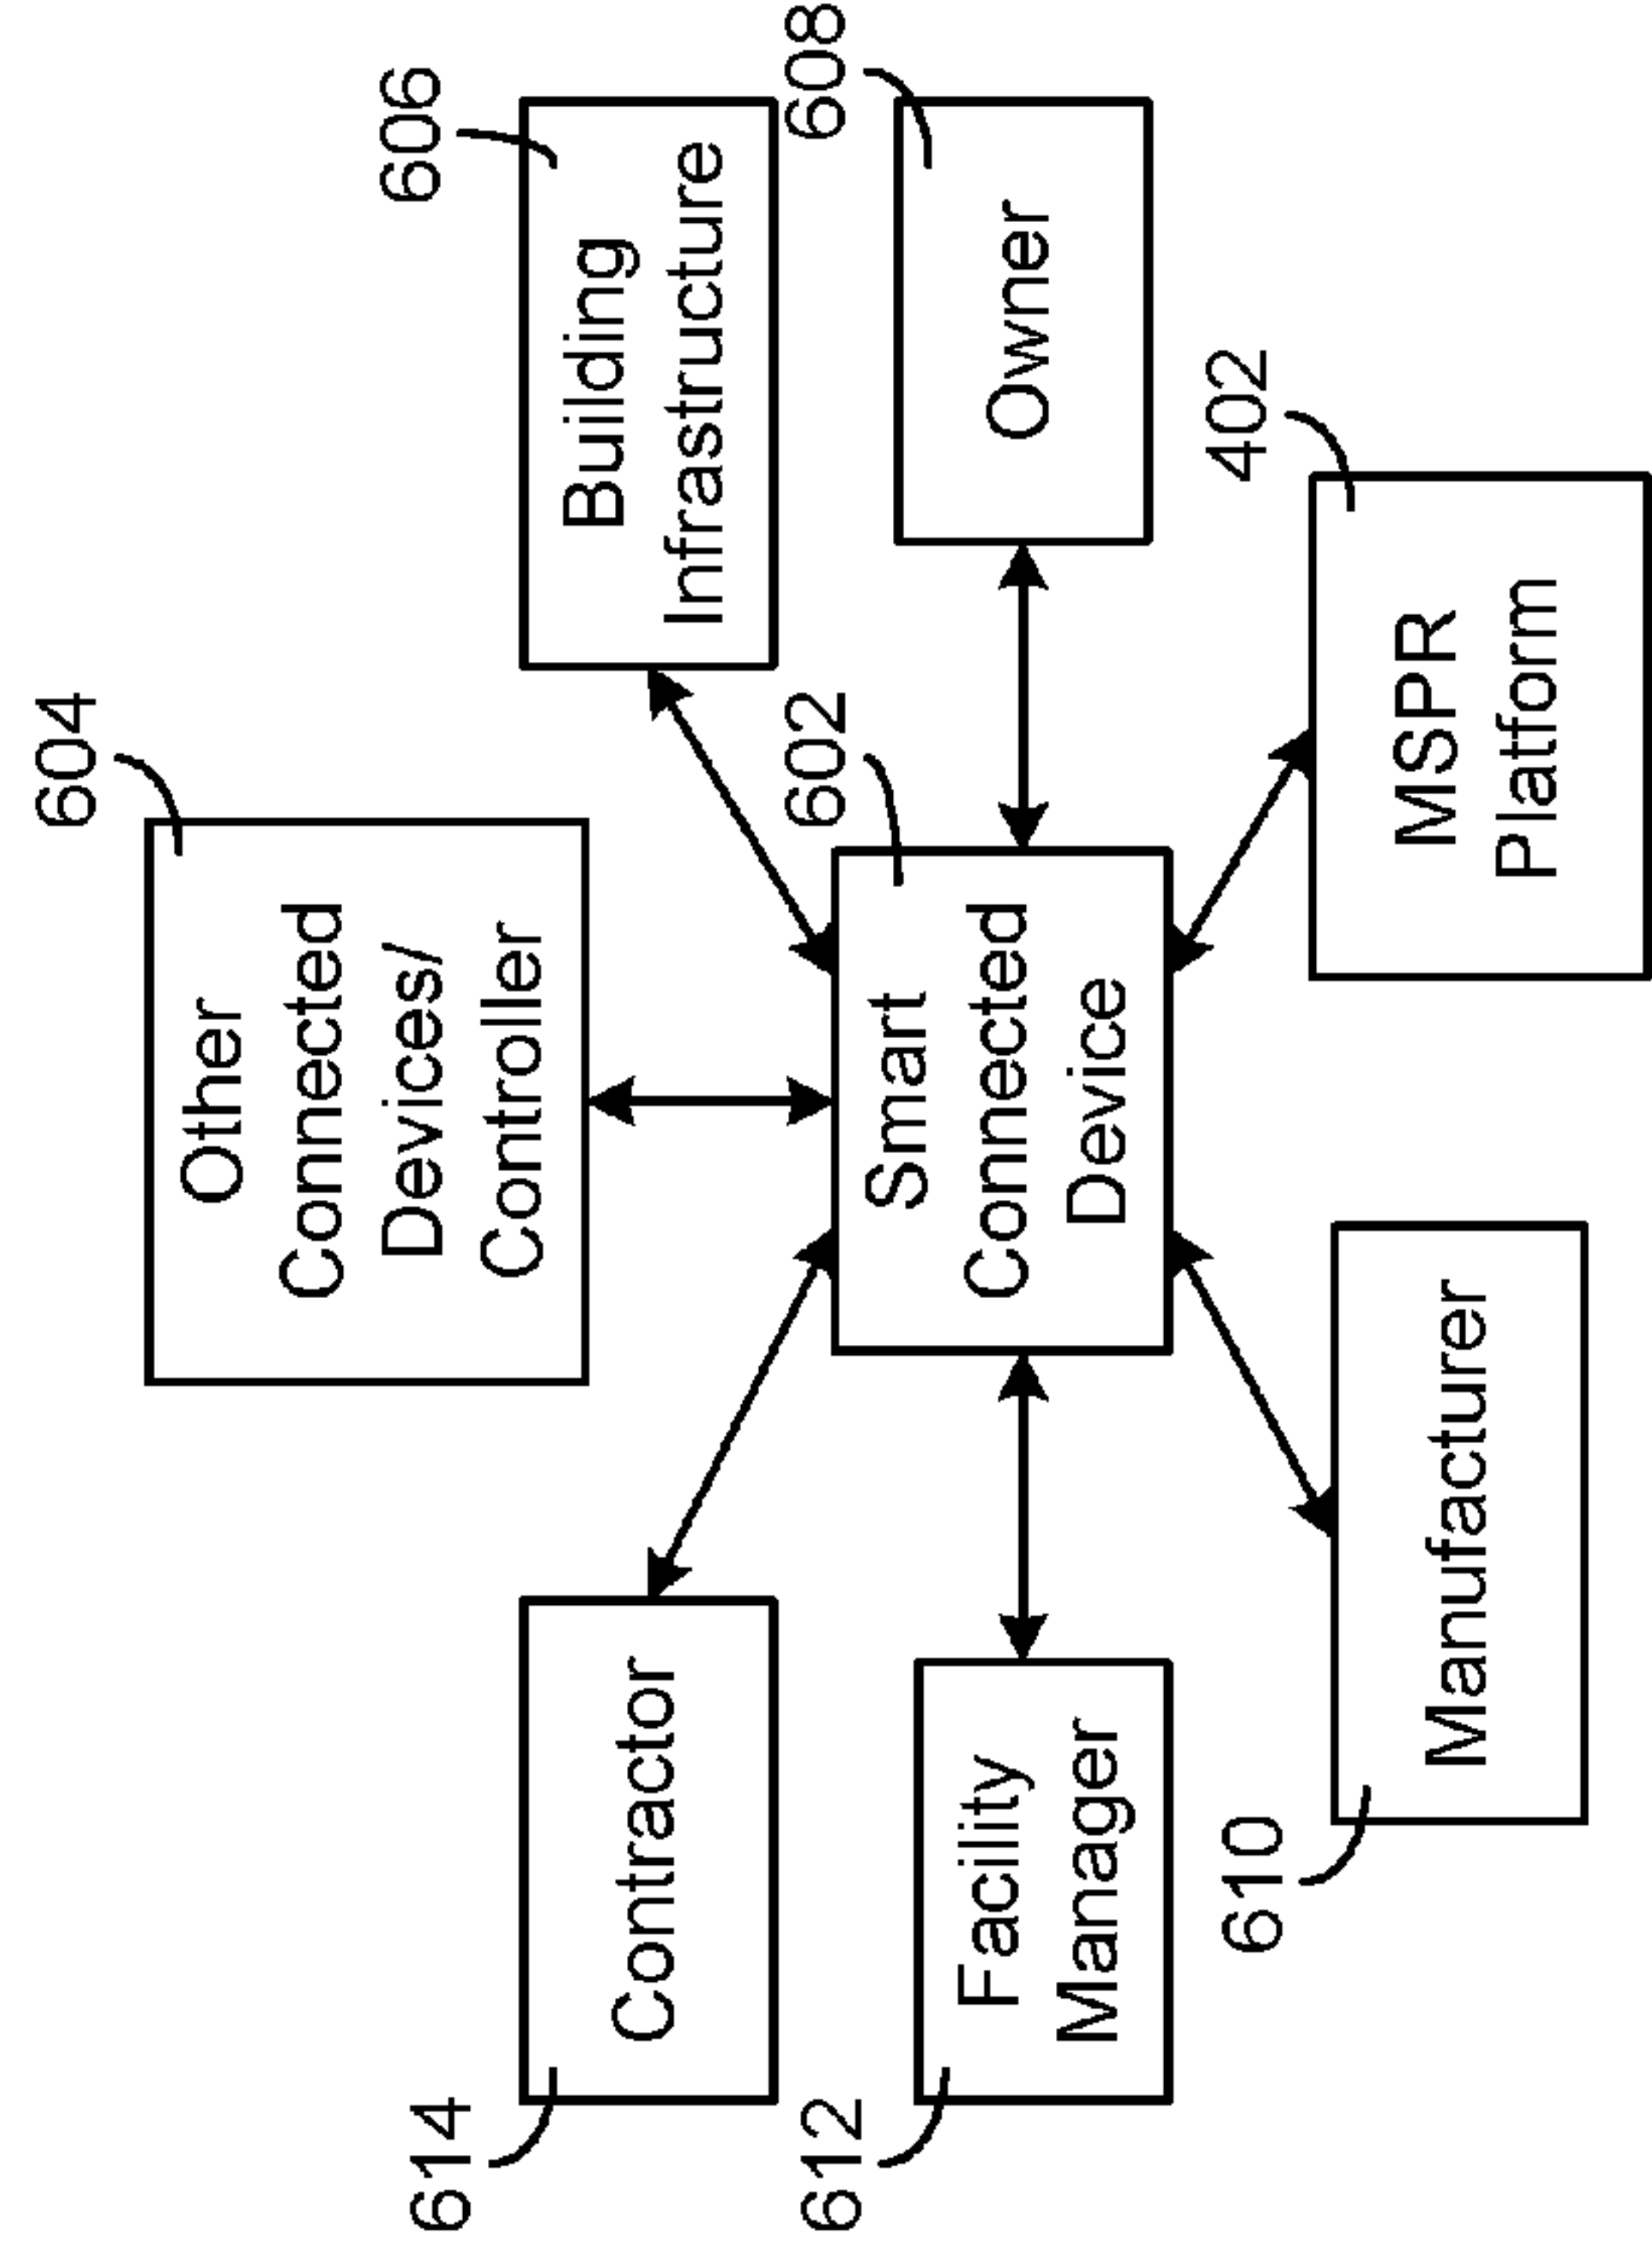 604
Other
Connected
Devices/
Controller
614
Contractor
606
Building
Infrastructure
602
Smart
Connected
Device
612
Facility
Manager
608
Owner
610
Manufacturer
402
MSPR
Platform